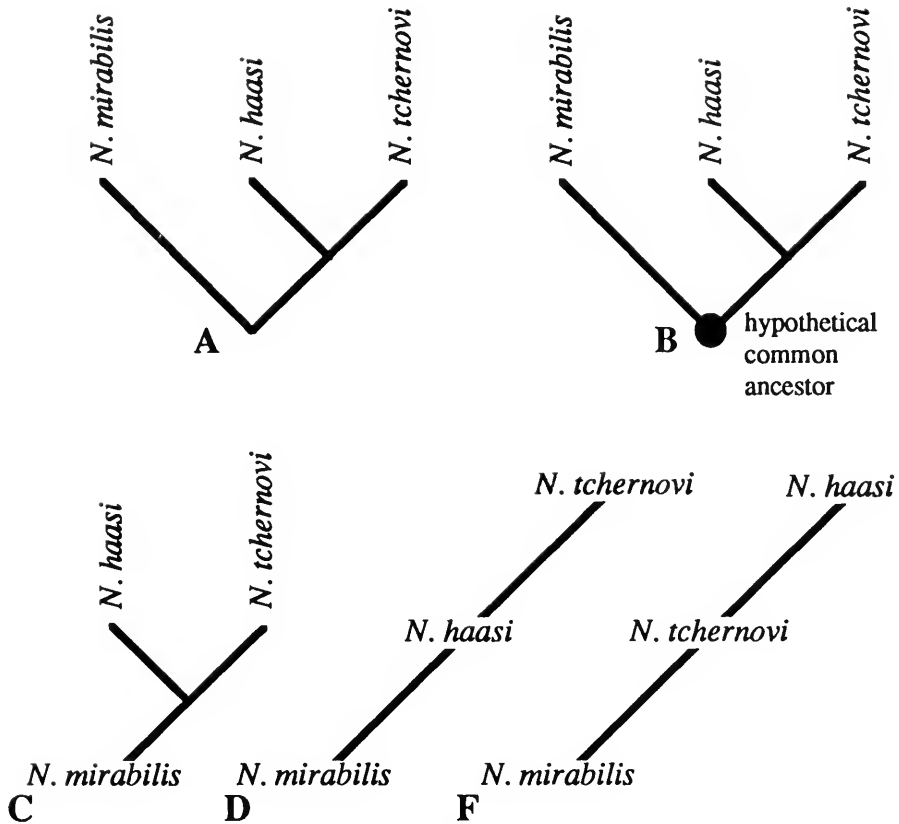 N. mirabilis
N. haasi
N. tchernovi
A
N. mirabilis
N. haasi
N. tchernovi
B
hypothetical
common
ancestor
N. haasi
N. tchernovi
N. mirabilis
C
N. tchernovi
N. haasi
N. mirabilis
D
N. haasi
N. tchernovi
N. mirabilis
F